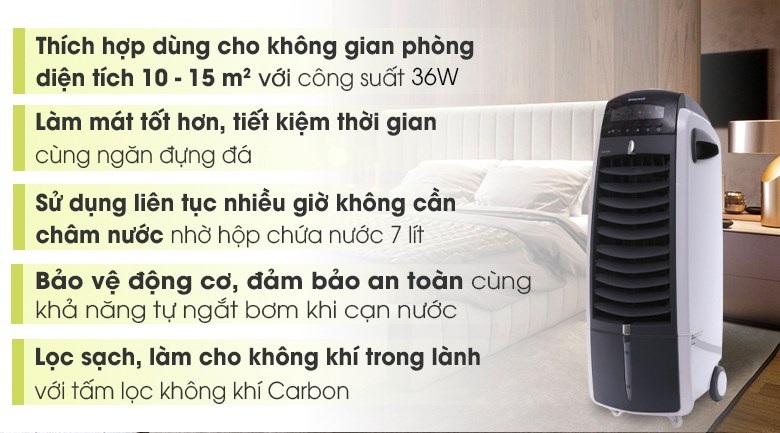 Thích hợp dùng cho không gian phòng
diện tích 10 - 15 m² với công suất 36W
Làm mát tốt hơn, tiết kiệm thời gian
cùng ngăn đựng đá
Sử dụng liên tục nhiều giờ không cần
châm nước nhờ hộp chứa nước 7 lít
Bảo vệ động cơ, đảm bảo an toàn cùng
khả năng tự ngắt bơm khi cạn nước
Lọc sạch, làm cho không khí trong lành
với tấm lọc không khí Carbon